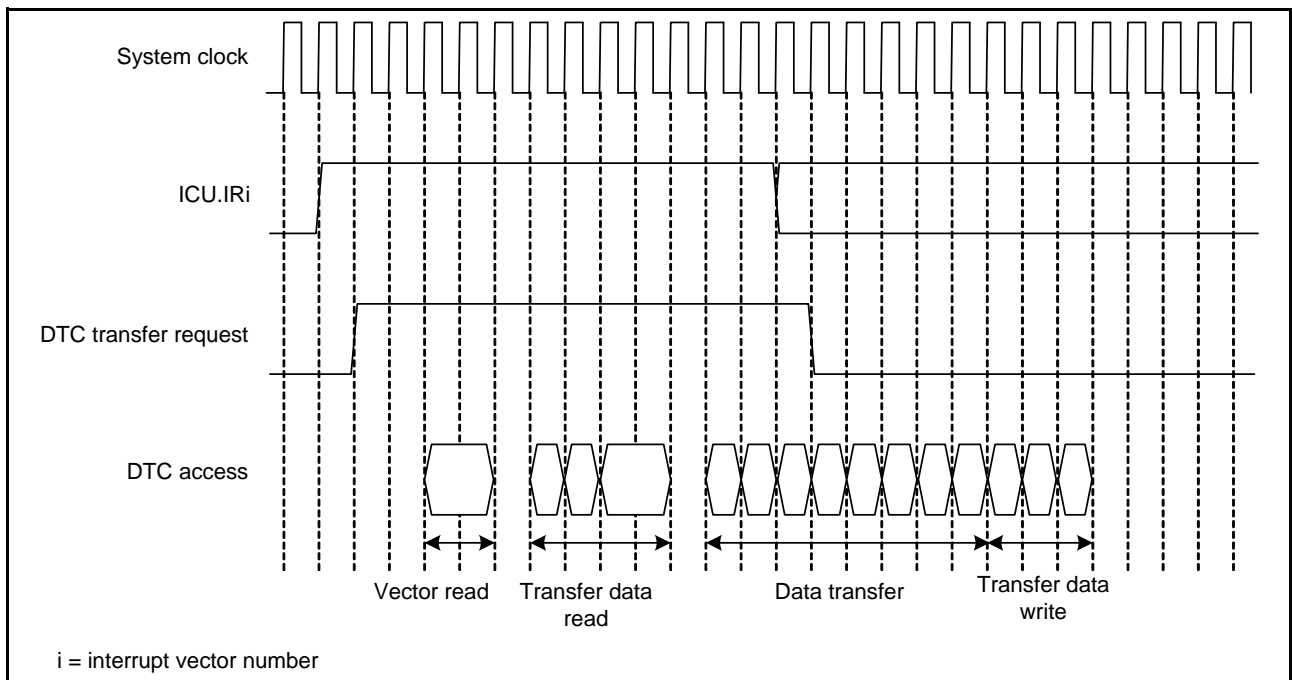 System clock
ICU.IRi
DTC transfer request
DTC access
Vector read
Transfer data
read
Data transfer
Transfer data
write
i = interrupt vector number